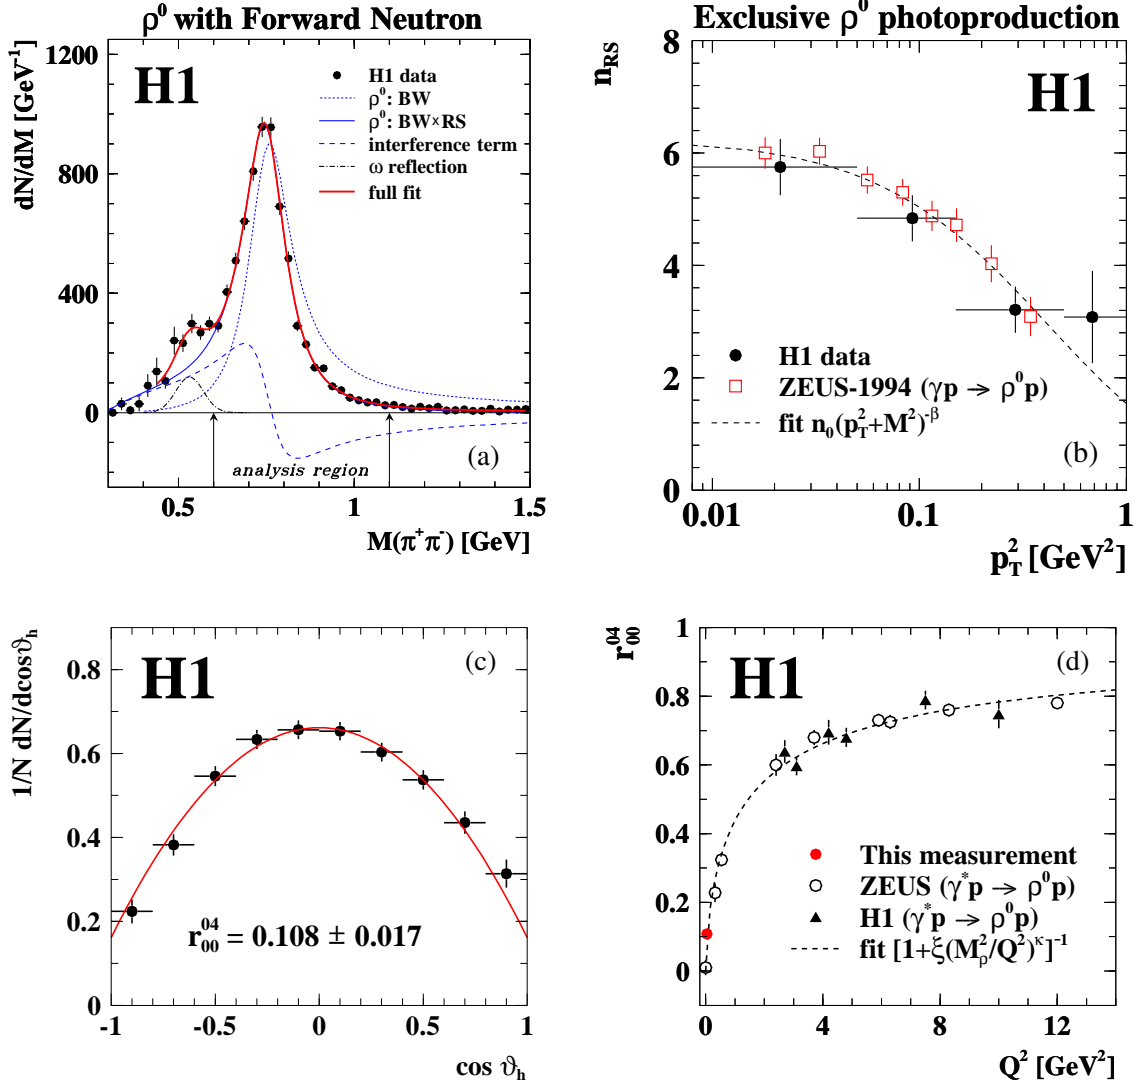 ρ⁰ with Forward Neutron
dN/dM [GeV⁻¹]
1200
800
400
0
H1
H1 data
ρ⁰: BW
ρ⁰: BW×RS
interference term
ω reflection
full fit
analysis region
(a)
0.5
1
1.5
M(π⁺π⁻) [GeV]
Exclusive ρ⁰ photoproduction
n_RS
8
6
4
2
0
H1
H1 data
ZEUS-1994 (γp → ρ⁰p)
fit n₀(p_T²+M²)^-β
(b)
0.01
0.1
1
p_T² [GeV²]
1/N dN/dcosϑ_h
0.8
0.6
0.4
0.2
0
H1
(c)
r₀₀⁰⁴ = 0.108 ± 0.017
-1
-0.5
0
0.5
1
cos ϑ_h
r₀₀⁰⁴
1
0.8
0.6
0.4
0.2
0
H1
(d)
This measurement
ZEUS (γ*p → ρ⁰p)
H1 (γ*p → ρ⁰p)
fit [1+ξ(M_ρ²/Q²)^κ]⁻¹
0
4
8
12
Q² [GeV²]